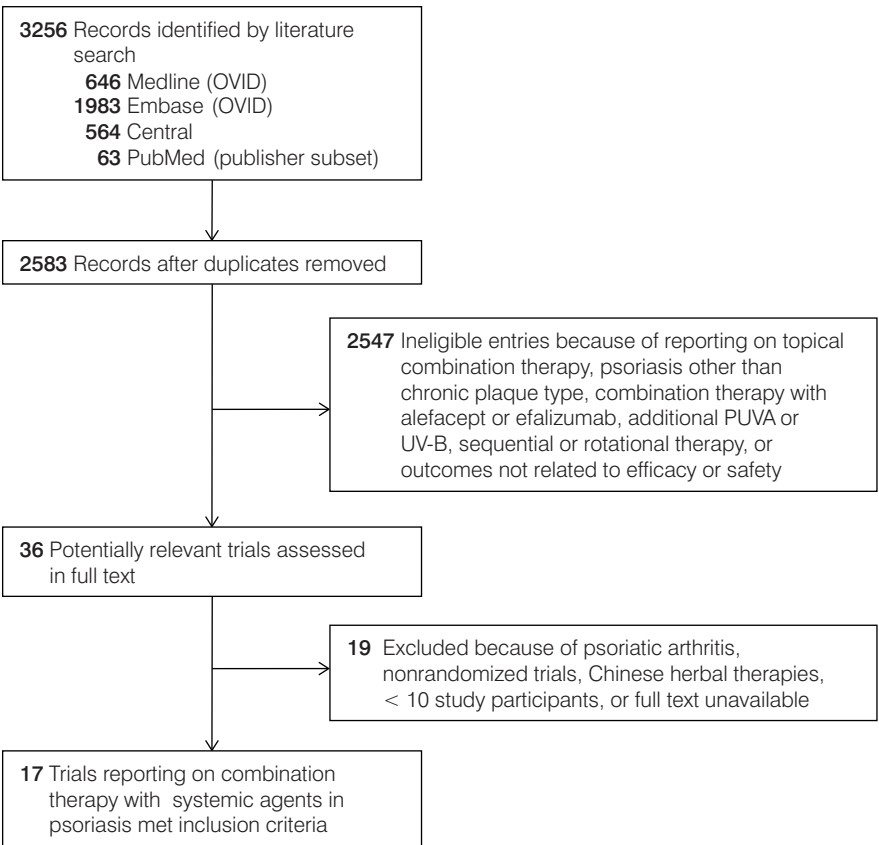 3256 Records identified by literature
search
646 Medline (OVID)
1983 Embase (OVID)
564 Central
63 PubMed (publisher subset)
2583 Records after duplicates removed
2547 Ineligible entries because of reporting on topical
combination therapy, psoriasis other than
chronic plaque type, combination therapy with
alefacept or efalizumab, additional PUVA or
UV-B, sequential or rotational therapy, or
outcomes not related to efficacy or safety
36 Potentially relevant trials assessed
in full text
19 Excluded because of psoriatic arthritis,
nonrandomized trials, Chinese herbal therapies,
< 10 study participants, or full text unavailable
17 Trials reporting on combination
therapy with systemic agents in
psoriasis met inclusion criteria